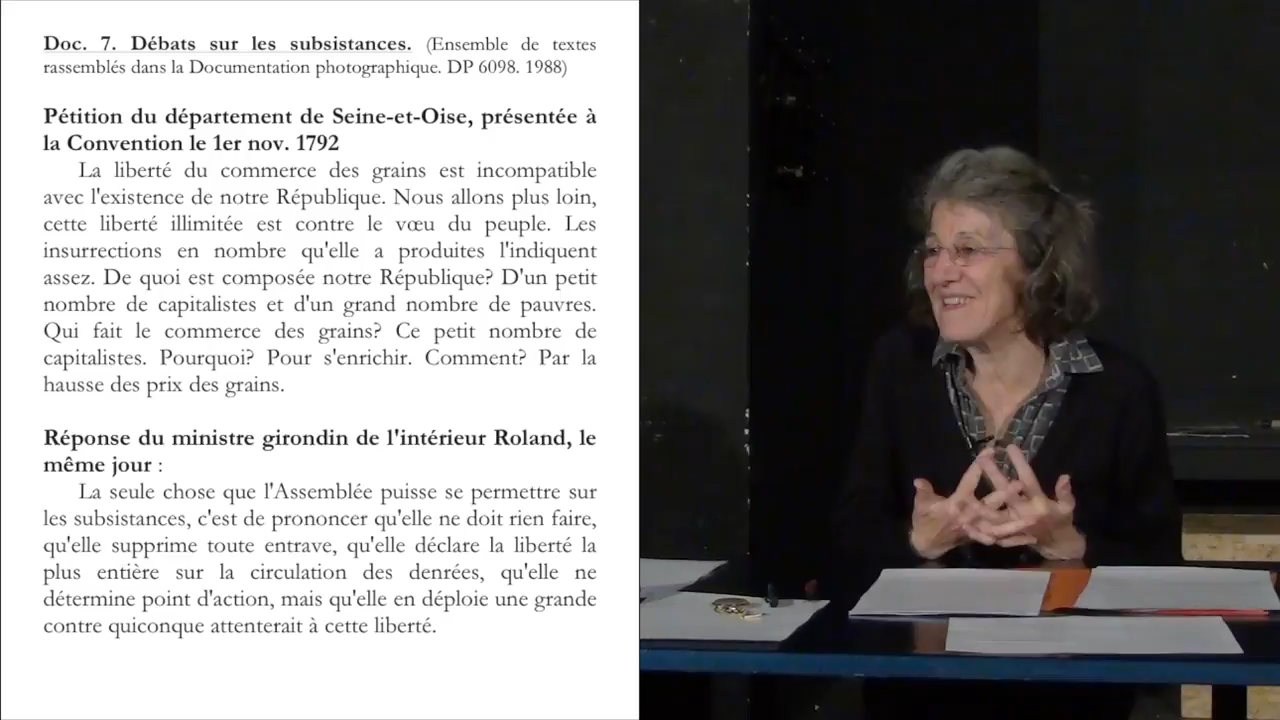 Doc. 7. Débats sur les subsistances. (Ensemble de textes
rassemblés dans la Documentation photographique. DP 6098. 1988)
Pétition du département de Seine-et-Oise, présentée à
la Convention le 1er nov. 1792
La liberté du commerce des grains est incompatible
avec l'existence de notre République. Nous allons plus loin,
cette liberté illimitée est contre le vœu du peuple. Les
insurrections en nombre qu'elle a produites l'indiquent
assez. De quoi est composée notre République? D'un petit
nombre de capitalistes et d'un grand nombre de pauvres.
Qui fait le commerce des grains? Ce petit nombre de
capitalistes. Pourquoi? Pour s'enrichir. Comment? Par la
hausse des prix des grains.
Réponse du ministre girondin de l'intérieur Roland, le
même jour :
La seule chose que l'Assemblée puisse se permettre sur
les subsistances, c'est de prononcer qu'elle ne doit rien faire,
qu'elle supprime toute entrave, qu'elle déclare la liberté la
plus entière sur la circulation des denrées, qu'elle ne
détermine point d'action, mais qu'elle en déploie une grande
contre quiconque attenterait à cette liberté.